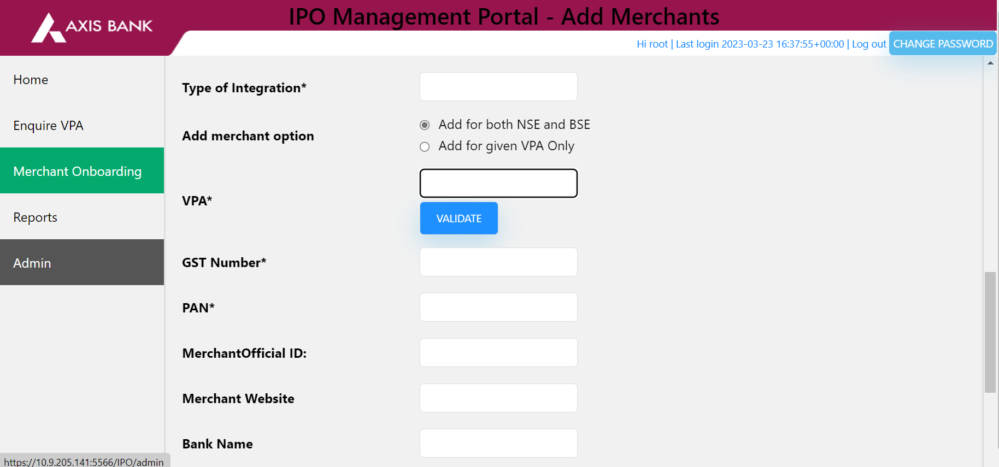 IPO Management Portal - Add Merchants
AXIS BANK
Hi root | Last login 2023-03-23 16:37:55+00:00 | Log out
CHANGE PASSWORD
Home
Enquire VPA
Merchant Onboarding
Reports
Admin
Type of Integration*
Add merchant option
Add for both NSE and BSE
Add for given VPA Only
VPA*
VALIDATE
GST Number*
PAN*
MerchantOfficial ID:
Merchant Website
Bank Name
https://10.9.205.141:5566/IPO/admin